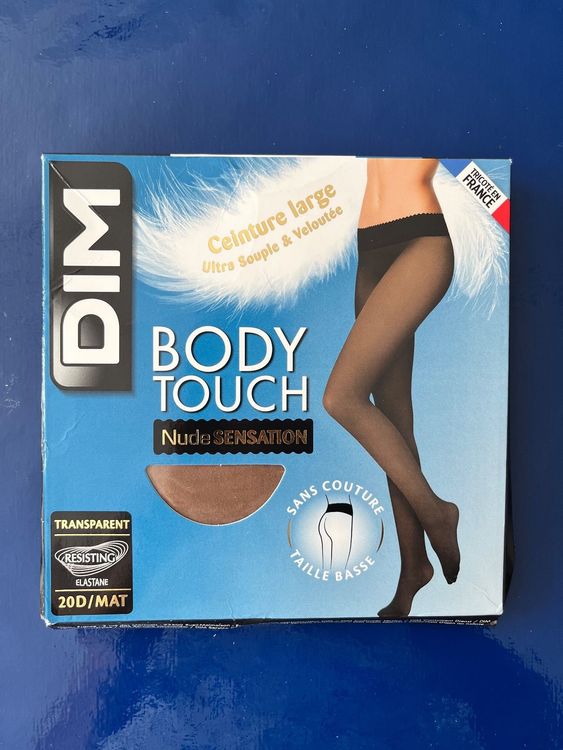 DIM
Ceinture large
Ultra Souple & Veloutée
TRICOTÉ EN
FRANCE
BODY
TOUCH
Nude SENSATION
SANS COUTURE
TAILLE BASSE
TRANSPARENT
RESISTING
ELASTANE
20D/MAT